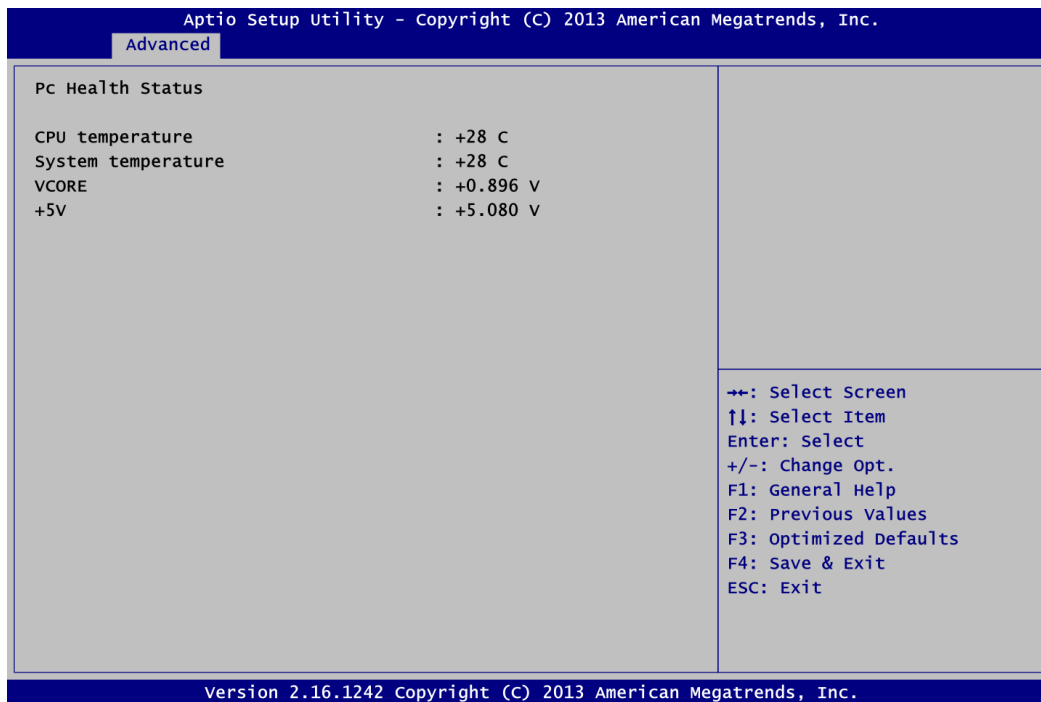 Aptio Setup Utility – Copyright (C) 2013 American Megatrends, Inc.
Advanced
Pc Health Status
CPU temperature : +28 C
System temperature : +28 C
VCORE : +0.896 V
+5V : +5.080 V
→←: Select Screen
↑↓: Select Item
Enter: Select
+/-: Change Opt.
F1: General Help
F2: Previous Values
F3: Optimized Defaults
F4: Save & Exit
ESC: Exit
Version 2.16.1242 Copyright (C) 2013 American Megatrends, Inc.